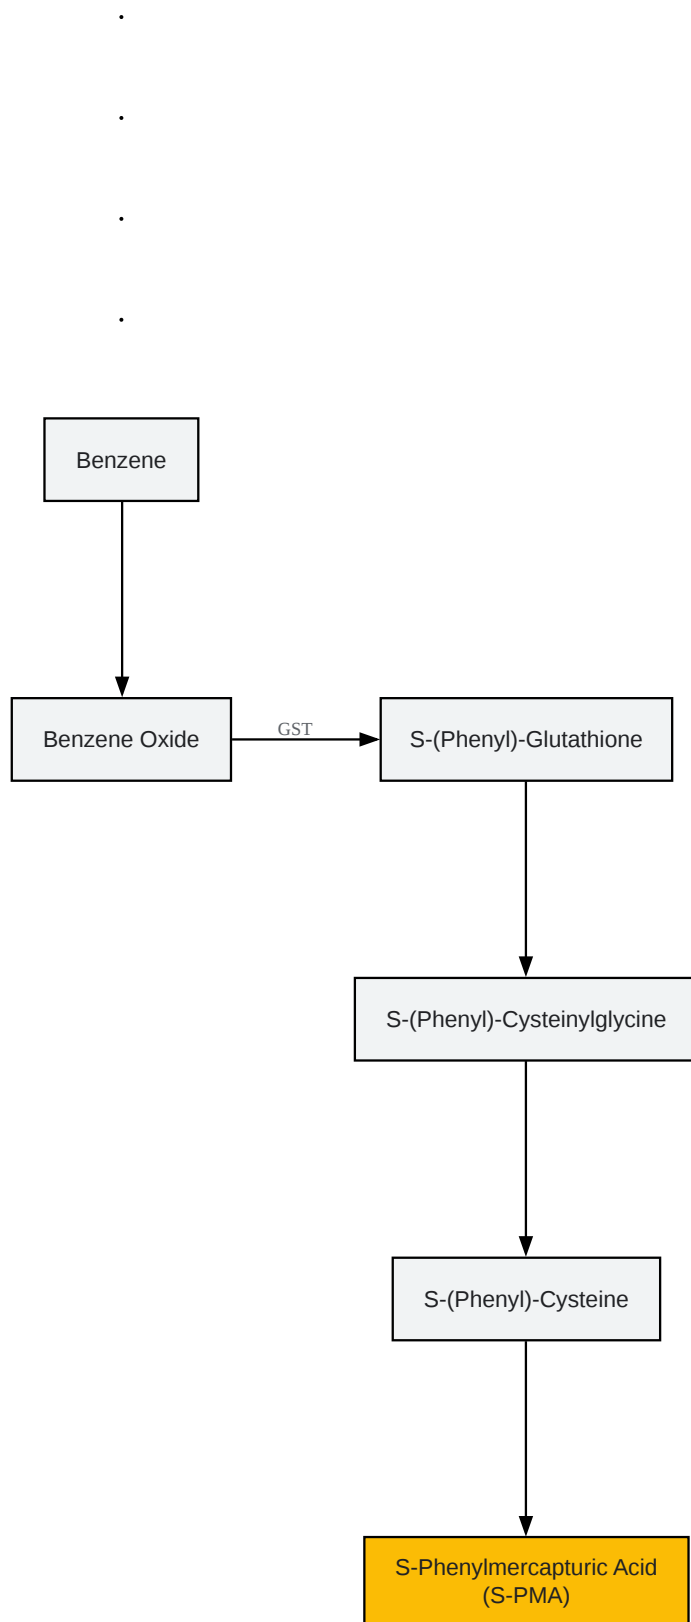 Benzene
Benzene Oxide
GST
S-(Phenyl)-Glutathione
S-(Phenyl)-Cysteinylglycine
S-(Phenyl)-Cysteine
S-Phenylmercapturic Acid
(S-PMA)